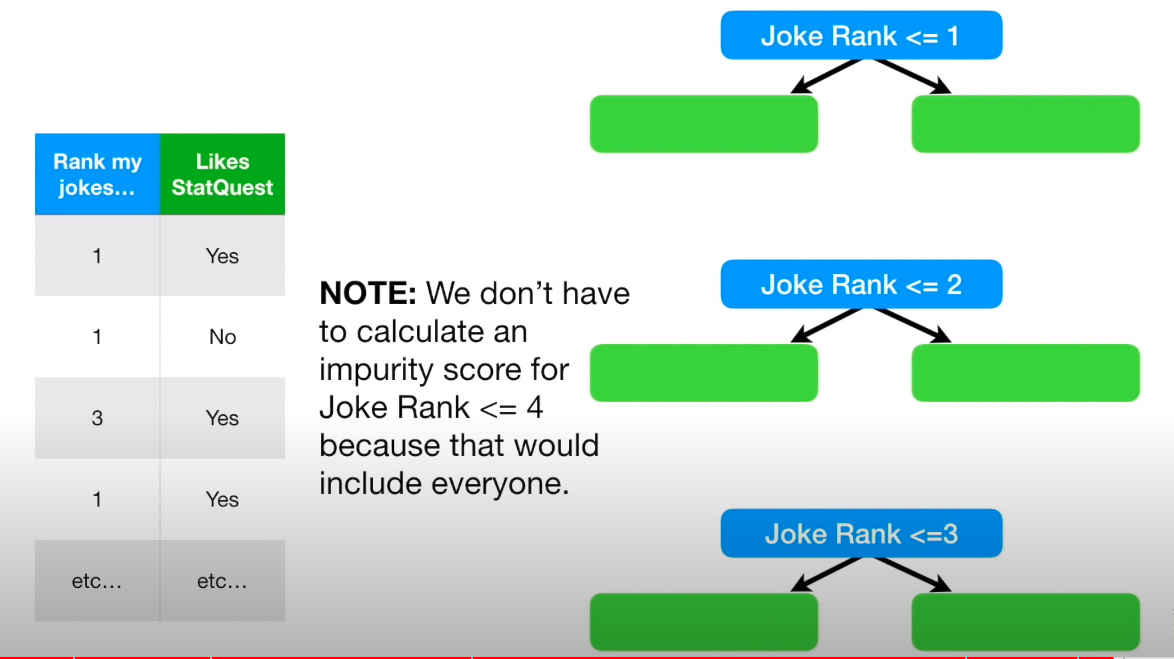 Joke Rank <= 1
Rank my
jokes...
Likes
StatQuest
1
Yes
1
No
3
Yes
1
Yes
etc...
etc...
NOTE: We don't have
to calculate an
impurity score for
Joke Rank <= 4
because that would
include everyone.
Joke Rank <= 2
Joke Rank <=3